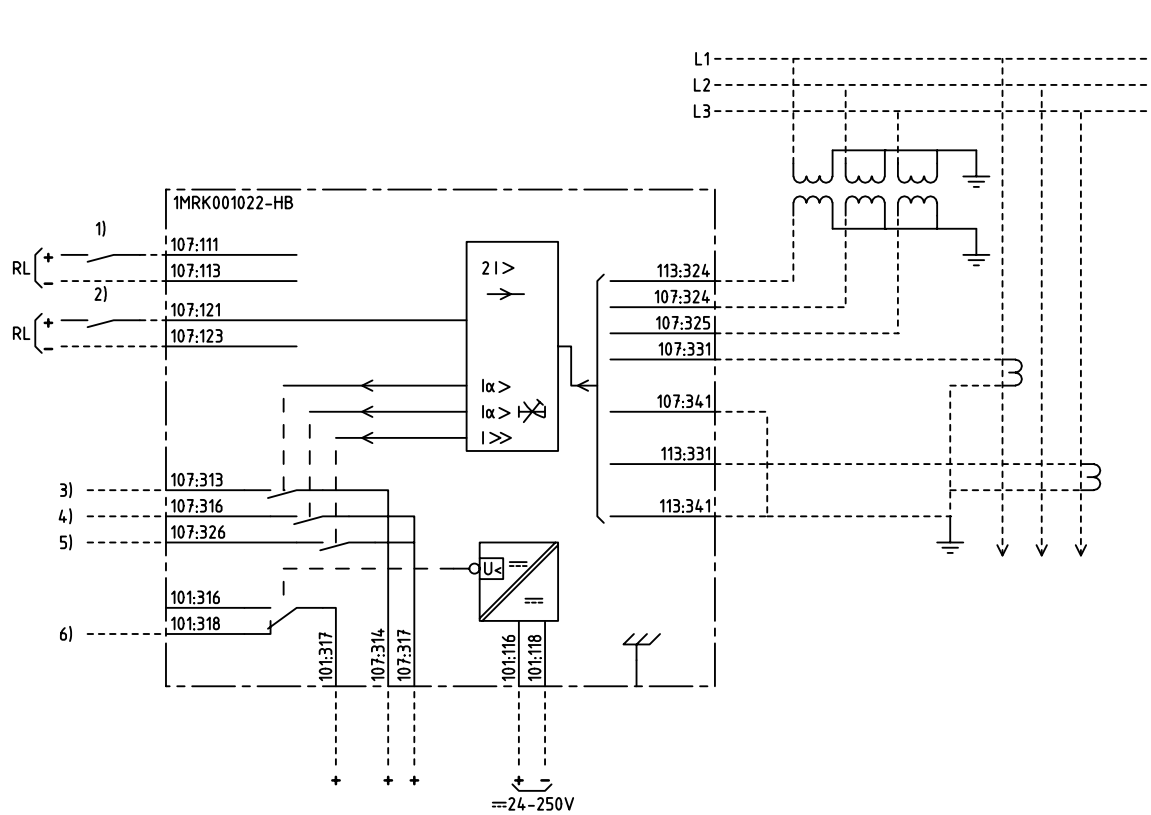 L1
L2
L3
1MRK001022-HB
1)
RL
+
107:111
-
107:113
2)
RL
+
107:121
-
107:123
2I>
113:324
107:324
107:325
107:331
Iα>
107:341
Iα>
I>>
113:331
3)
107:313
4)
107:316
113:341
5)
107:326
U<
101:316
6)
101:318
101:317
107:314
107:317
101:116
101:118
+ + + + -
24-250V